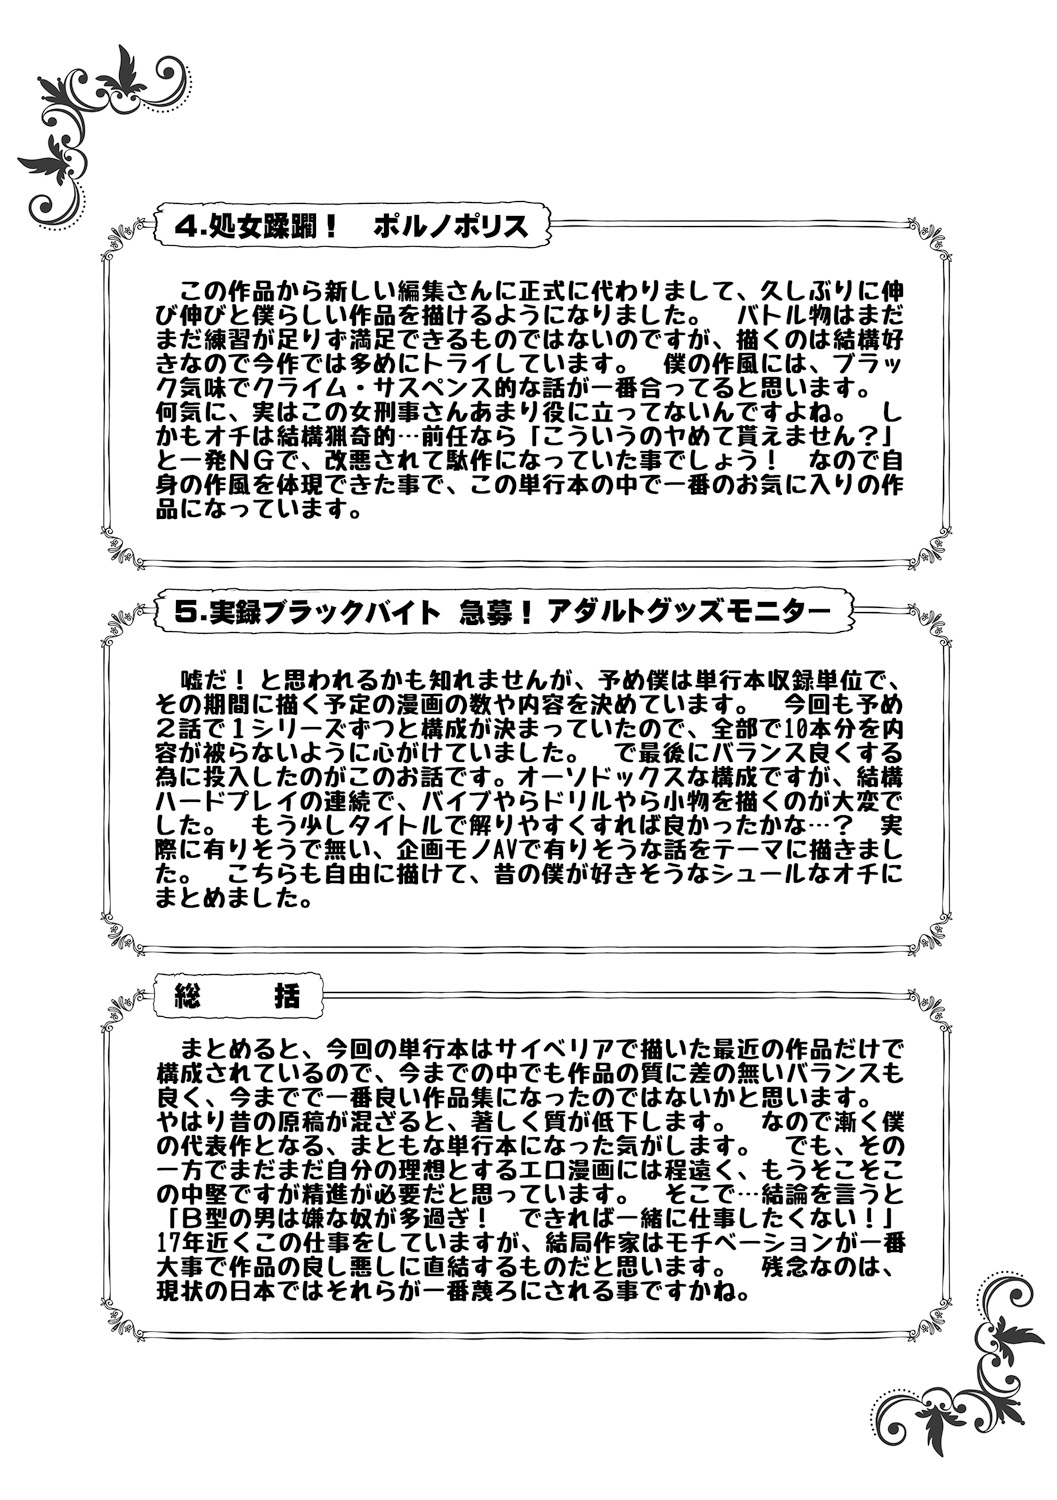 4.処女蹂躙！　ポルノポリス
　この作品から新しい編集さんに正式に代わりまして、久しぶりに伸
び伸びと僕らしい作品を描けるようになりました。　バトル物はまだ
まだ練習が足りず満足できるものではないのですが、描くのは結構好
きなので今作では多めにトライしています。　僕の作風には、ブラッ
ク気味でクライム・サスペンス的な話が一番合ってると思います。
何気に、実はこの女刑事さんあまり役に立ってないんですよね。　し
かもオチは結構猟奇的…前任なら「こういうのヤめて貰えません？」
と一発ＮＧで、改悪されて駄作になっていた事でしょう！　なので自
身の作風を体現できた事で、この単行本の中で一番のお気に入りの作
品になっています。
5.実録ブラックバイト 急募！ アダルトグッズモニター
　嘘だ！ と思われるかも知れませんが、予め僕は単行本収録単位で、
その期間に描く予定の漫画の数や内容を決めています。　今回も予め
２話で１シリーズずつと構成が決まっていたので、全部で10本分を内
容が被らないように心がけていました。　で最後にバランス良くする
為に投入したのがこのお話です。オーソドックスな構成ですが、結構
ハードプレイの連続で、バイブやらドリルやら小物を描くのが大変で
した。　もう少しタイトルで解りやすくすれば良かったかな…？　実
際に有りそうで無い、企画モノAVで有りそうな話をテーマに描きまし
た。　こちらも自由に描けて、昔の僕が好きそうなシュールなオチに
まとめました。
総　　括
　まとめると、今回の単行本はサイベリアで描いた最近の作品だけで
構成されているので、今までの中でも作品の質に差の無いバランスも
良く、今までで一番良い作品集になったのではないかと思います。
やはり昔の原稿が混ざると、著しく質が低下します。　なので漸く僕
の代表作となる、まともな単行本になった気がします。　でも、その
一方でまだまだ自分の理想とするエロ漫画には程遠く、もうそこそこ
の中堅ですが精進が必要だと思っています。　そこで…結論を言うと
「Ｂ型の男は嫌な奴が多過ぎ！　できれば一緒に仕事したくない！」
17年近くこの仕事をしていますが、結局作家はモチベーションが一番
大事で作品の良し悪しに直結するものだと思います。　残念なのは、
現状の日本ではそれらが一番蔑ろにされる事ですかね。